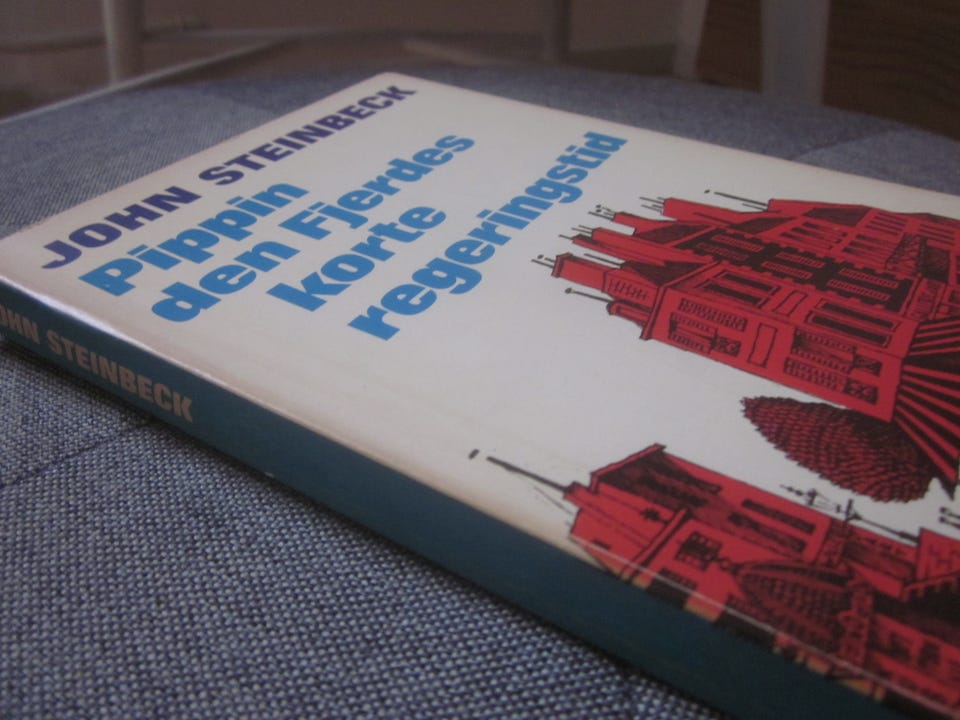 JOHN STEINBECK
Pippin
den Fjerdes
korte
regeringstid
JOHN STEINBECK